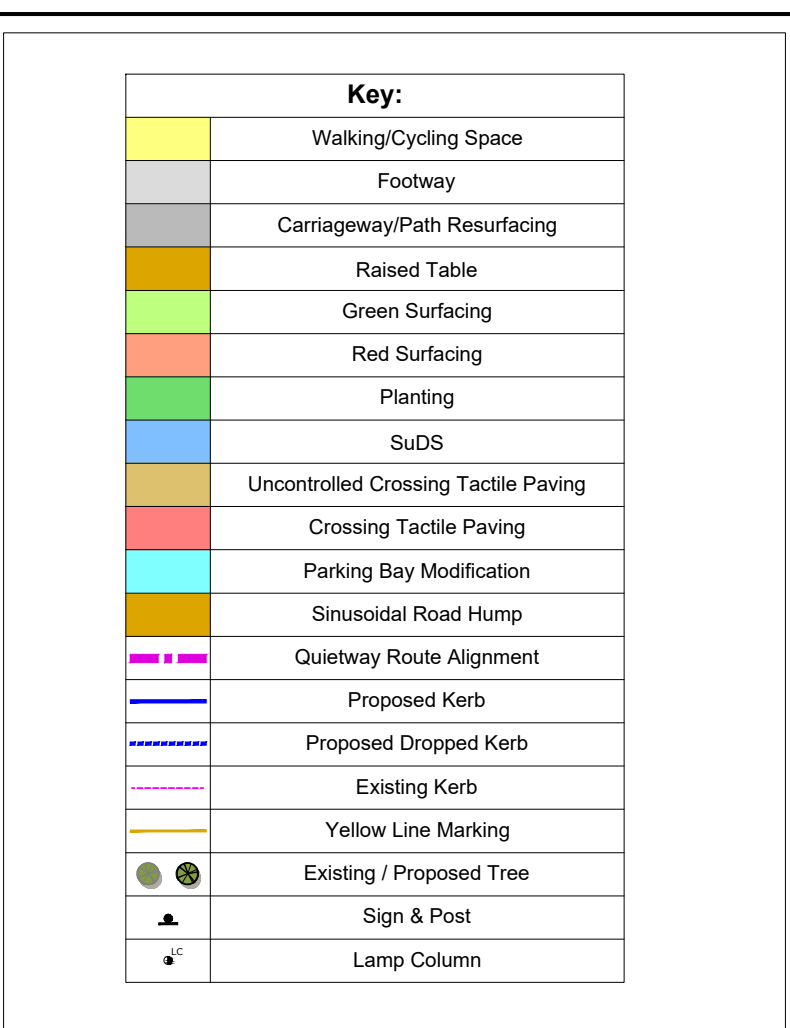 Key:
Walking/Cycling Space
Footway
Carriageway/Path Resurfacing
Raised Table
Green Surfacing
Red Surfacing
Planting
SuDS
Uncontrolled Crossing Tactile Paving
Crossing Tactile Paving
Parking Bay Modification
Sinusoidal Road Hump
Quietway Route Alignment
Proposed Kerb
Proposed Dropped Kerb
Existing Kerb
Yellow Line Marking
Existing / Proposed Tree
Sign & Post
LC Lamp Column